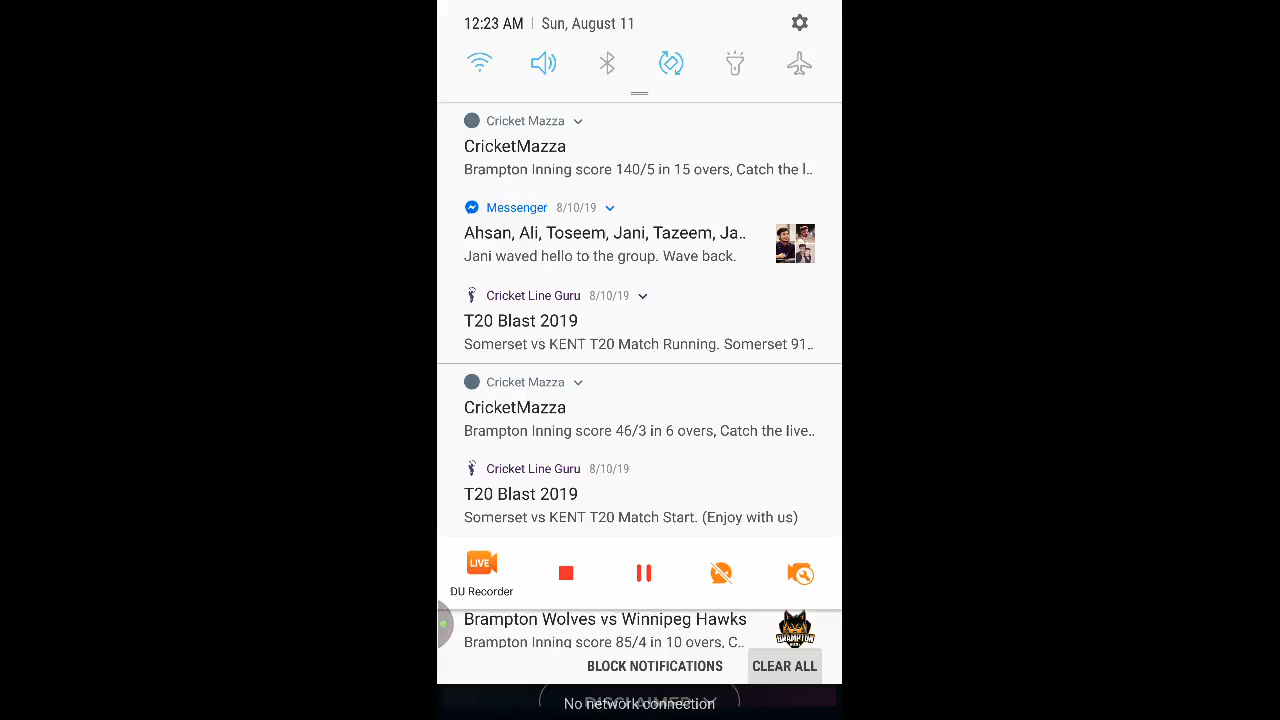 12:23 AM | Sun, August 11
Cricket Mazza
CricketMazza
Brampton Inning score 140/5 in 15 overs, Catch the l..
Messenger 8/10/19
Ahsan, Ali, Toseem, Jani, Tazeem, Ja..
Jani waved hello to the group. Wave back.
Cricket Line Guru 8/10/19
T20 Blast 2019
Somerset vs KENT T20 Match Running. Somerset 91..
Cricket Mazza
CricketMazza
Brampton Inning score 46/3 in 6 overs, Catch the live..
Cricket Line Guru 8/10/19
T20 Blast 2019
Somerset vs KENT T20 Match Start. (Enjoy with us)
LIVE
DU Recorder
Brampton Wolves vs Winnipeg Hawks
BRAMPTON
Brampton Inning score 85/4 in 10 overs, C..
BLOCK NOTIFICATIONS CLEAR ALL
DISCLAIMER
No network connection